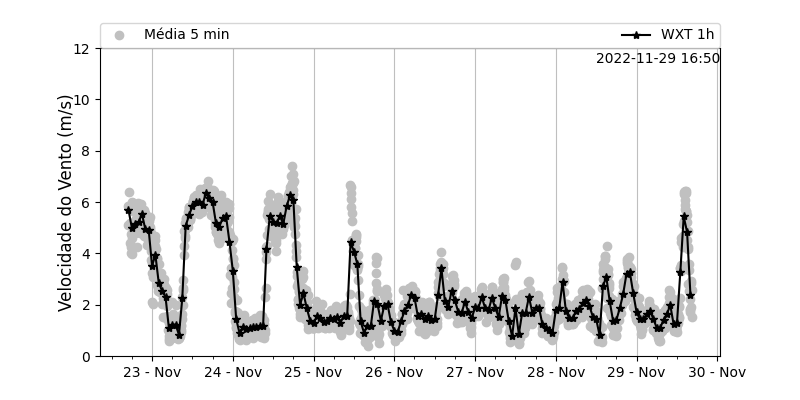 Média 5 min
WXT 1h
2022-11-29 16:50
Velocidade do Vento (m/s)
12
10
8
6
4
2
0
23 - Nov
24 - Nov
25 - Nov
26 - Nov
27 - Nov
28 - Nov
29 - Nov
30 - Nov